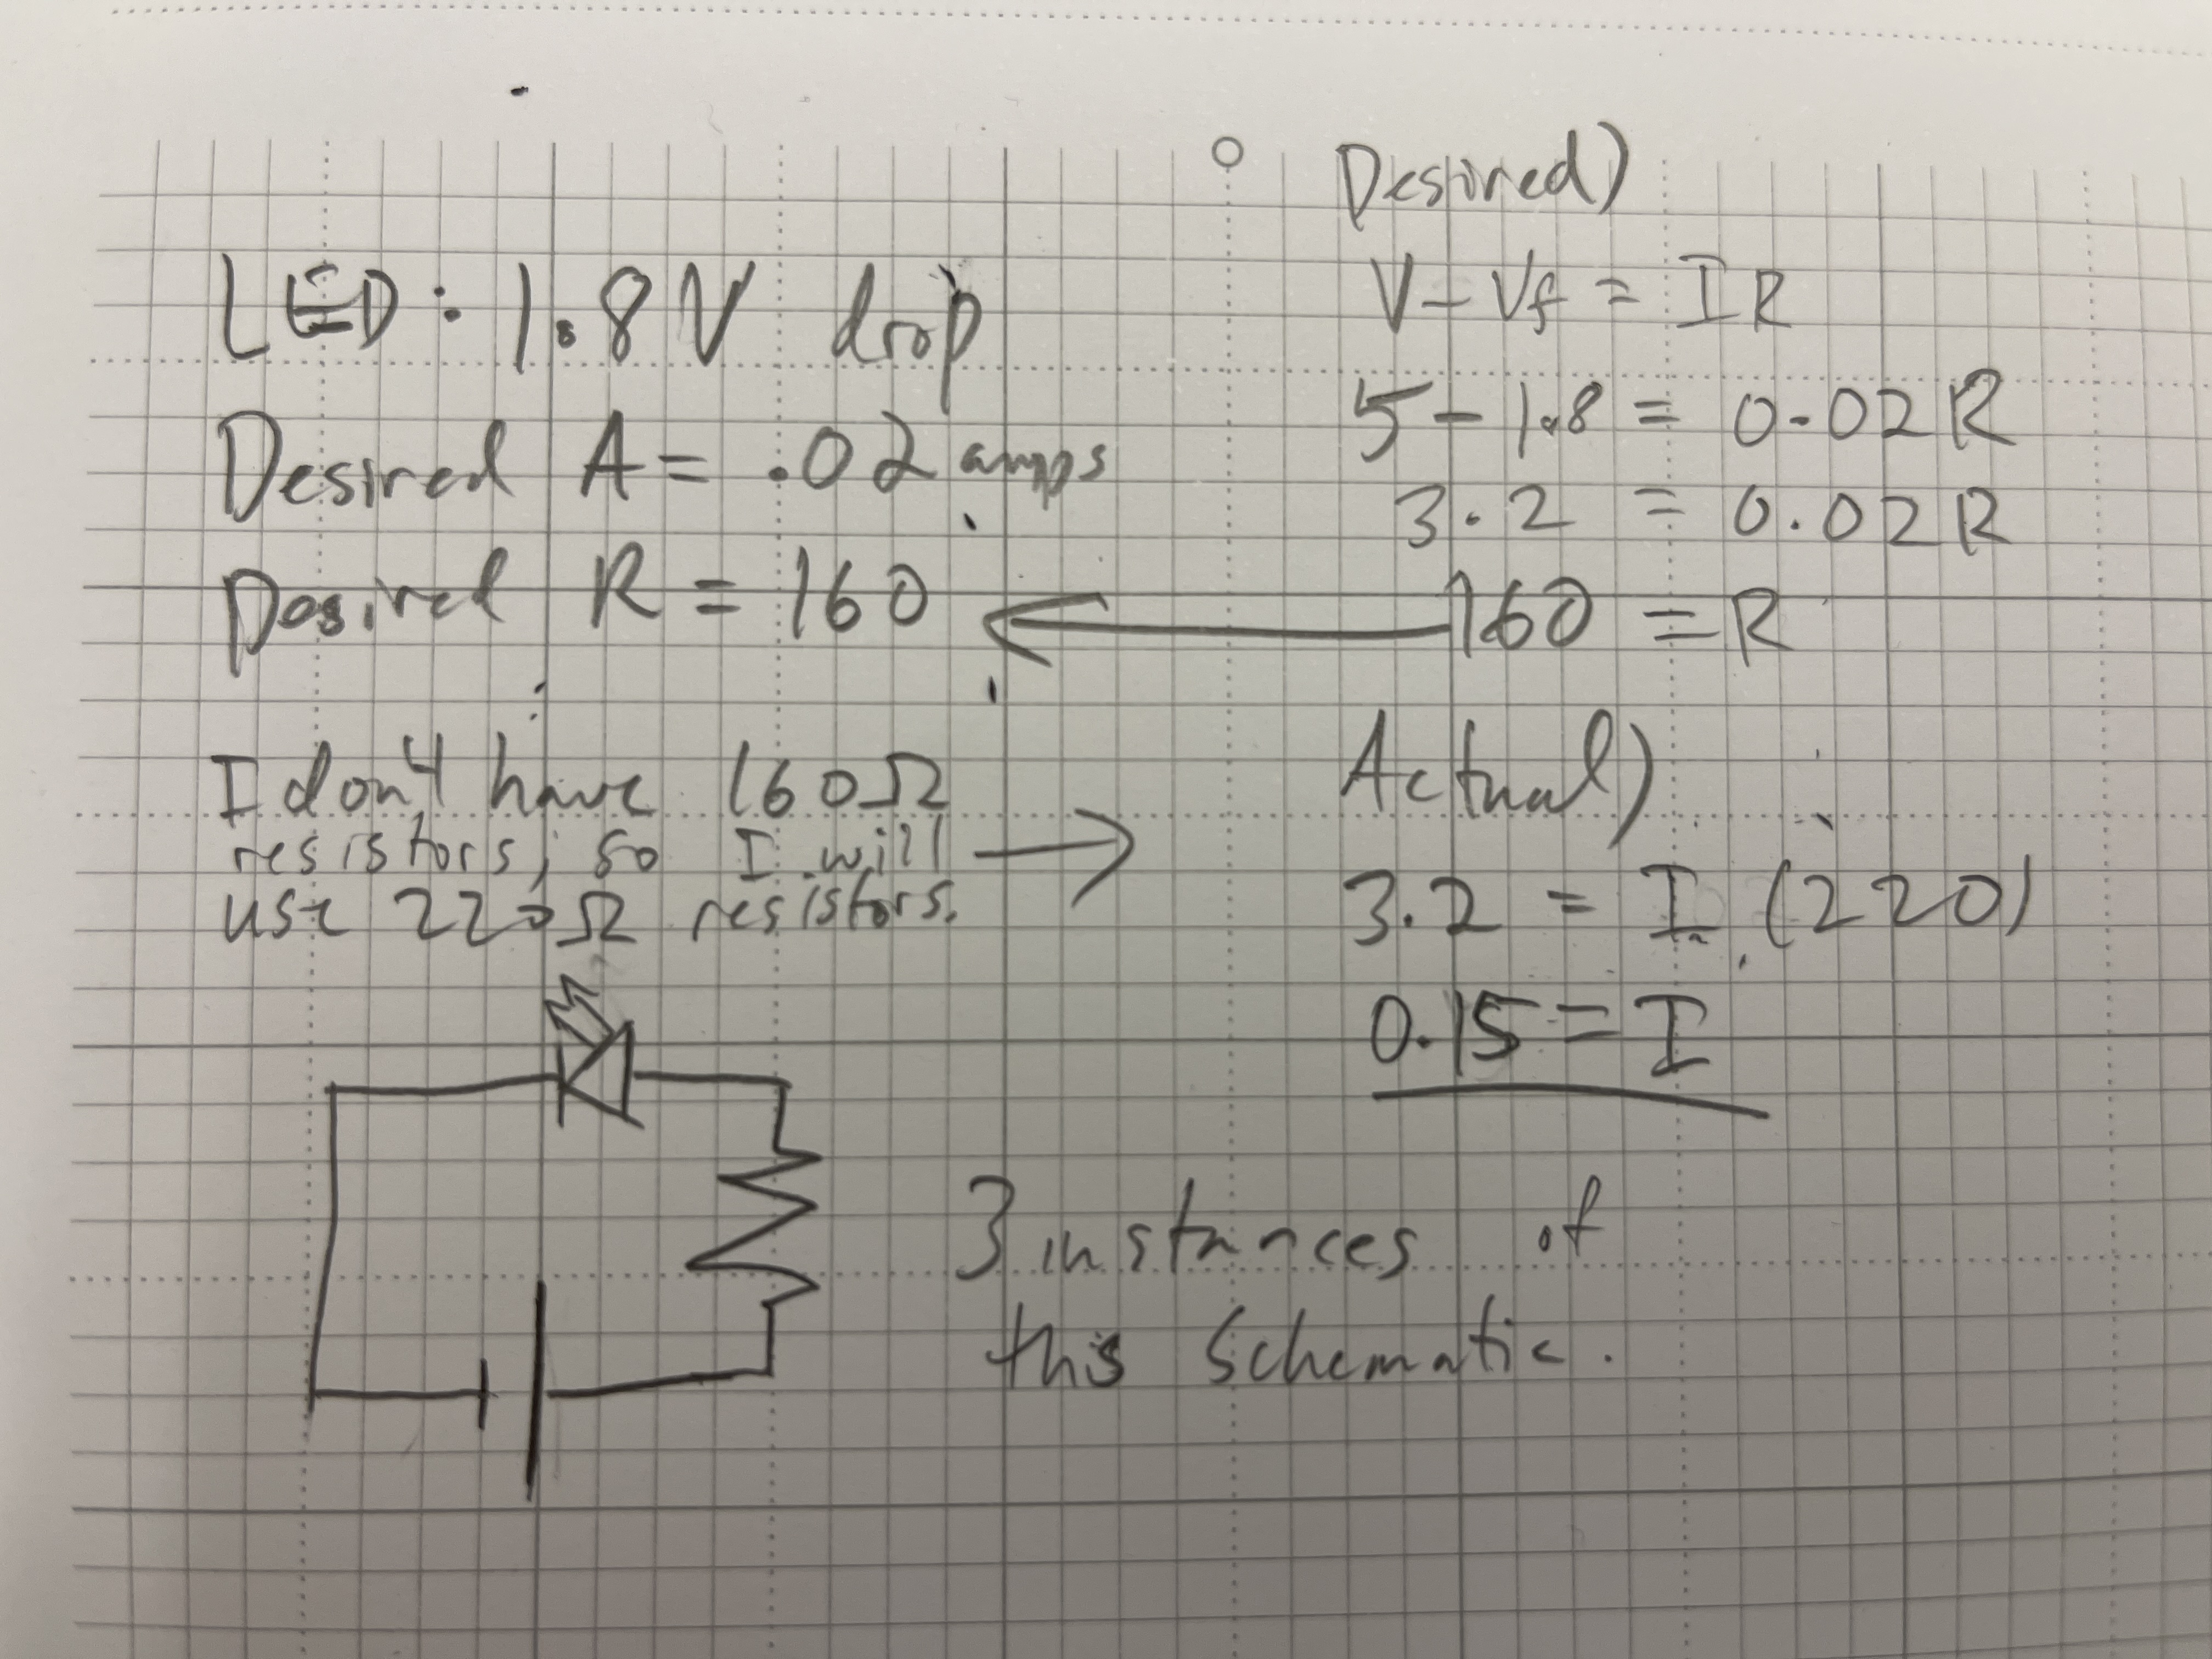 LED: 1.8V drop
Desired A = .02 amps
Desired R = 160
I don't have 160Ω
resistors, so I will
use 220Ω resistors.
Desired)
V - Vf = IR
5 - 1.8 = 0.02R
3.2 = 0.02R
160 = R
Actual)
3.2 = I (220)
0.15 = I
3 instances of
this schematic.